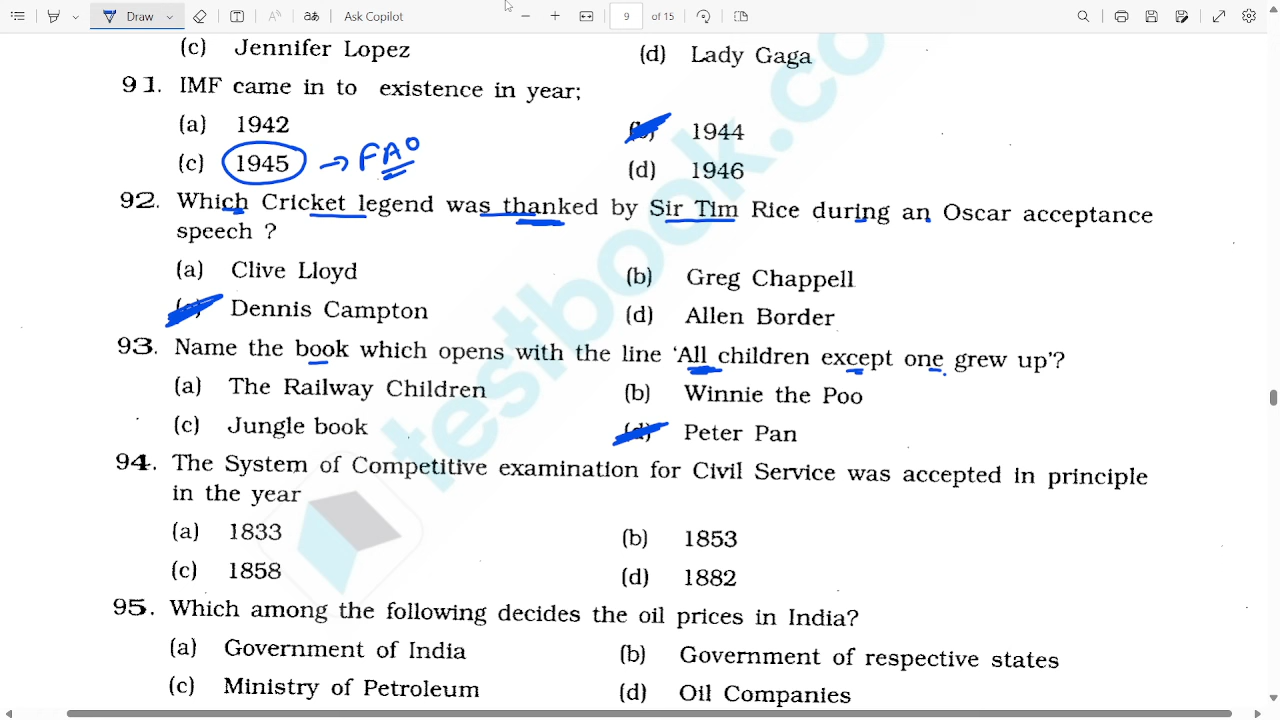 Draw
Ask Copilot
9 of 15
(c) Jennifer Lopez (d) Lady Gaga
91. IMF came in to existence in year;
(a) 1942 (b) 1944
(c) 1945 → FAO (d) 1946
92. Which Cricket legend was thanked by Sir Tim Rice during an Oscar acceptance
speech ?
(a) Clive Lloyd (b) Greg Chappell
Dennis Campton (d) Allen Border
93. Name the book which opens with the line 'All children except one grew up'?
(a) The Railway Children (b) Winnie the Poo
(c) Jungle book (d) Peter Pan
94. The System of Competitive examination for Civil Service was accepted in principle
in the year
(a) 1833 (b) 1853
(c) 1858 (d) 1882
95. Which among the following decides the oil prices in India?
(a) Government of India (b) Government of respective states
(c) Ministry of Petroleum (d) Oil Companies
testbook.com